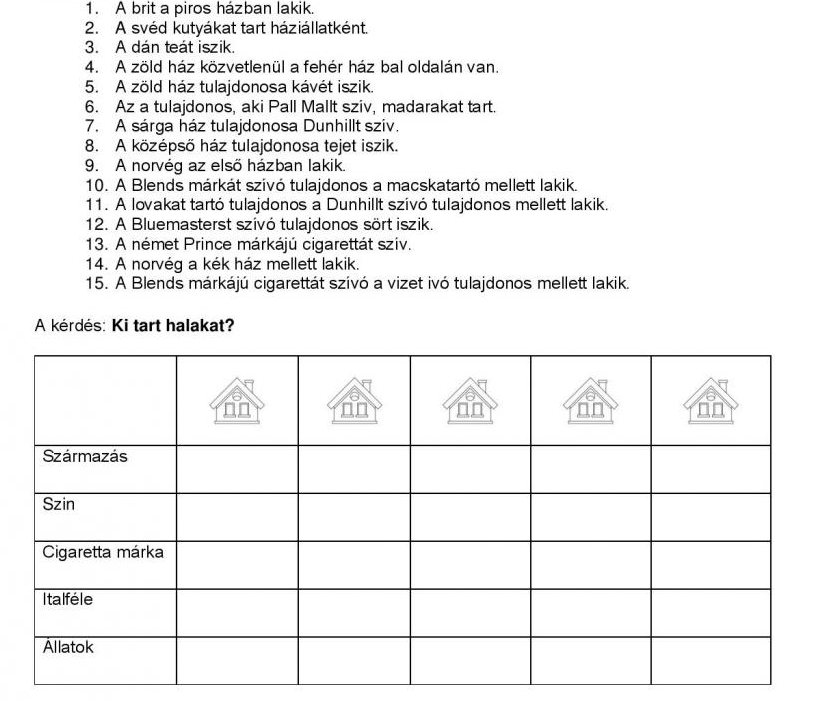 1. A brit a piros házban lakik.
2. A svéd kutyákat tart háziállatként.
3. A dán teát iszik.
4. A zöld ház közvetlenül a fehér ház bal oldalán van.
5. A zöld ház tulajdonosa kávét iszik.
6. Az a tulajdonos, aki Pall Mallt szív, madarakat tart.
7. A sárga ház tulajdonosa Dunhillt szív.
8. A középső ház tulajdonosa tejet iszik.
9. A norvég az első házban lakik.
10. A Blends márkát szívó tulajdonos a macskatartó mellett lakik.
11. A lovakat tartó tulajdonos a Dunhillt szívó tulajdonos mellett lakik.
12. A Bluemasterst szívó tulajdonos sört iszik.
13. A német Prince márkájú cigarettát szív.
14. A norvég a kék ház mellett lakik.
15. A Blends márkájú cigarettát szívó a vizet ivó tulajdonos mellett lakik.
A kérdés: Ki tart halakat?
Származás
Szin
Cigaretta márka
Italféle
Állatok